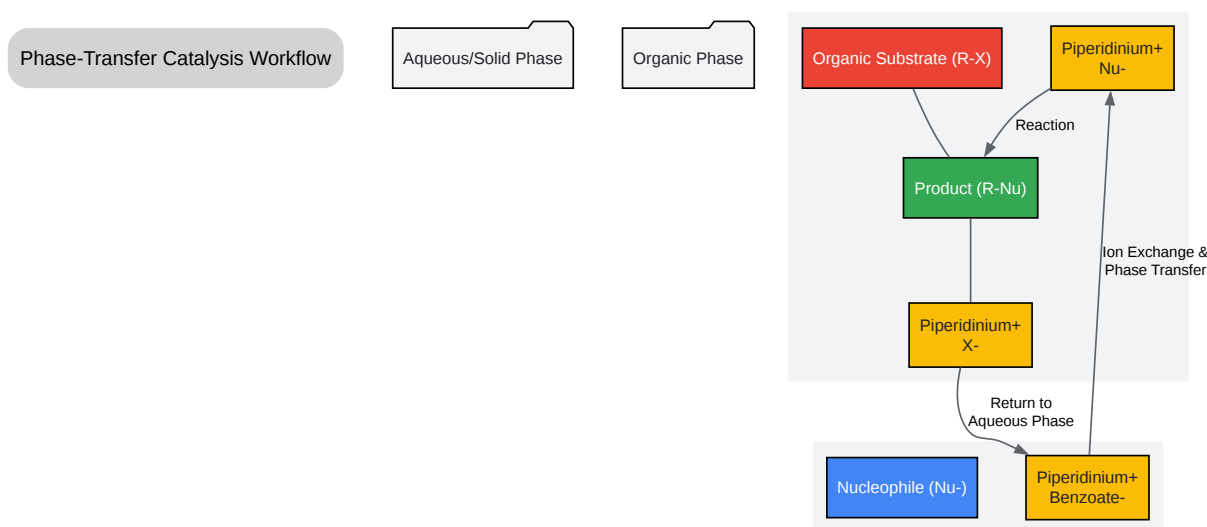 Phase-Transfer Catalysis Workflow
Aqueous/Solid Phase
Organic Phase
Organic Substrate (R-X)
Piperidinium+
Nu-
Reaction
Product (R-Nu)
Ion Exchange &
Phase Transfer
Piperidinium+
X-
Return to
Aqueous Phase
Nucleophile (Nu-)
Piperidinium+
Benzoate-